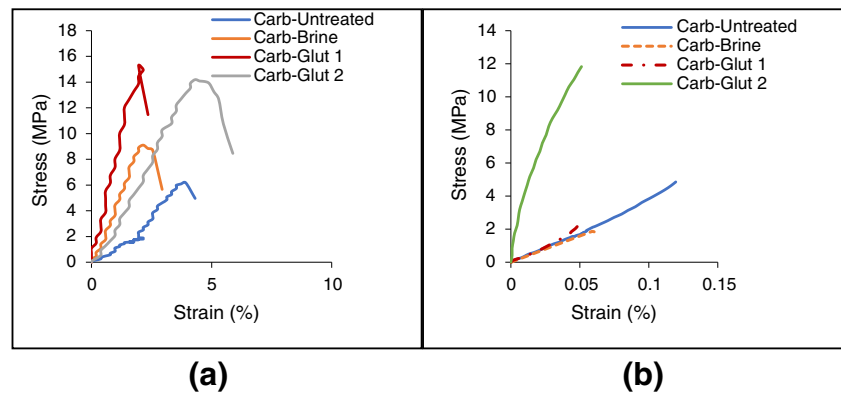 Carb-Untreated
Carb-Brine
Carb-Glut 1
Carb-Glut 2
18
16
14
12
10
8
6
4
2
0
Stress (MPa)
0 5 10
Strain (%)
(a)
Carb-Untreated
Carb-Brine
Carb-Glut 1
Carb-Glut 2
14
12
10
8
6
4
2
0
Stress (MPa)
0 0.05 0.1 0.15
Strain (%)
(b)